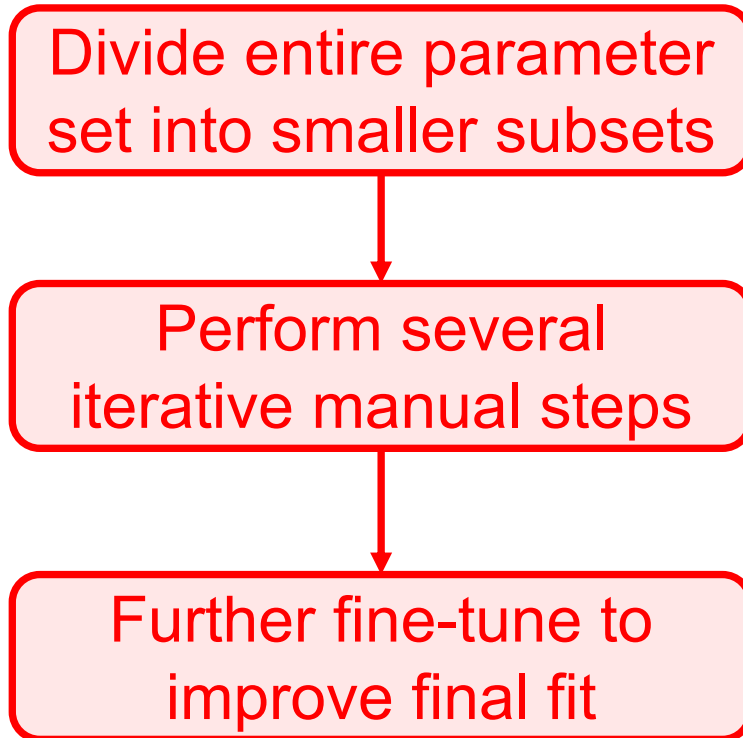 Divide entire parameter
set into smaller subsets
Perform several
iterative manual steps
Further fine-tune to
improve final fit